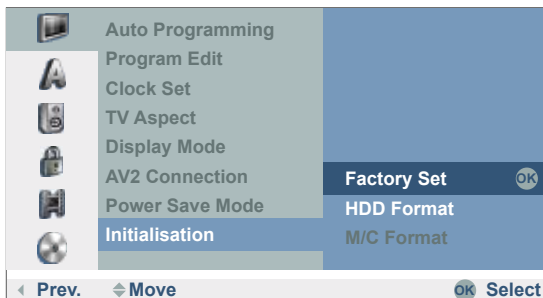 Auto Programming
Program Edit
Clock Set
TV Aspect
Display Mode
AV2 Connection
Power Save Mode
Initialisation
Factory Set OK
HDD Format
M/C Format
Prev. Move OK Select